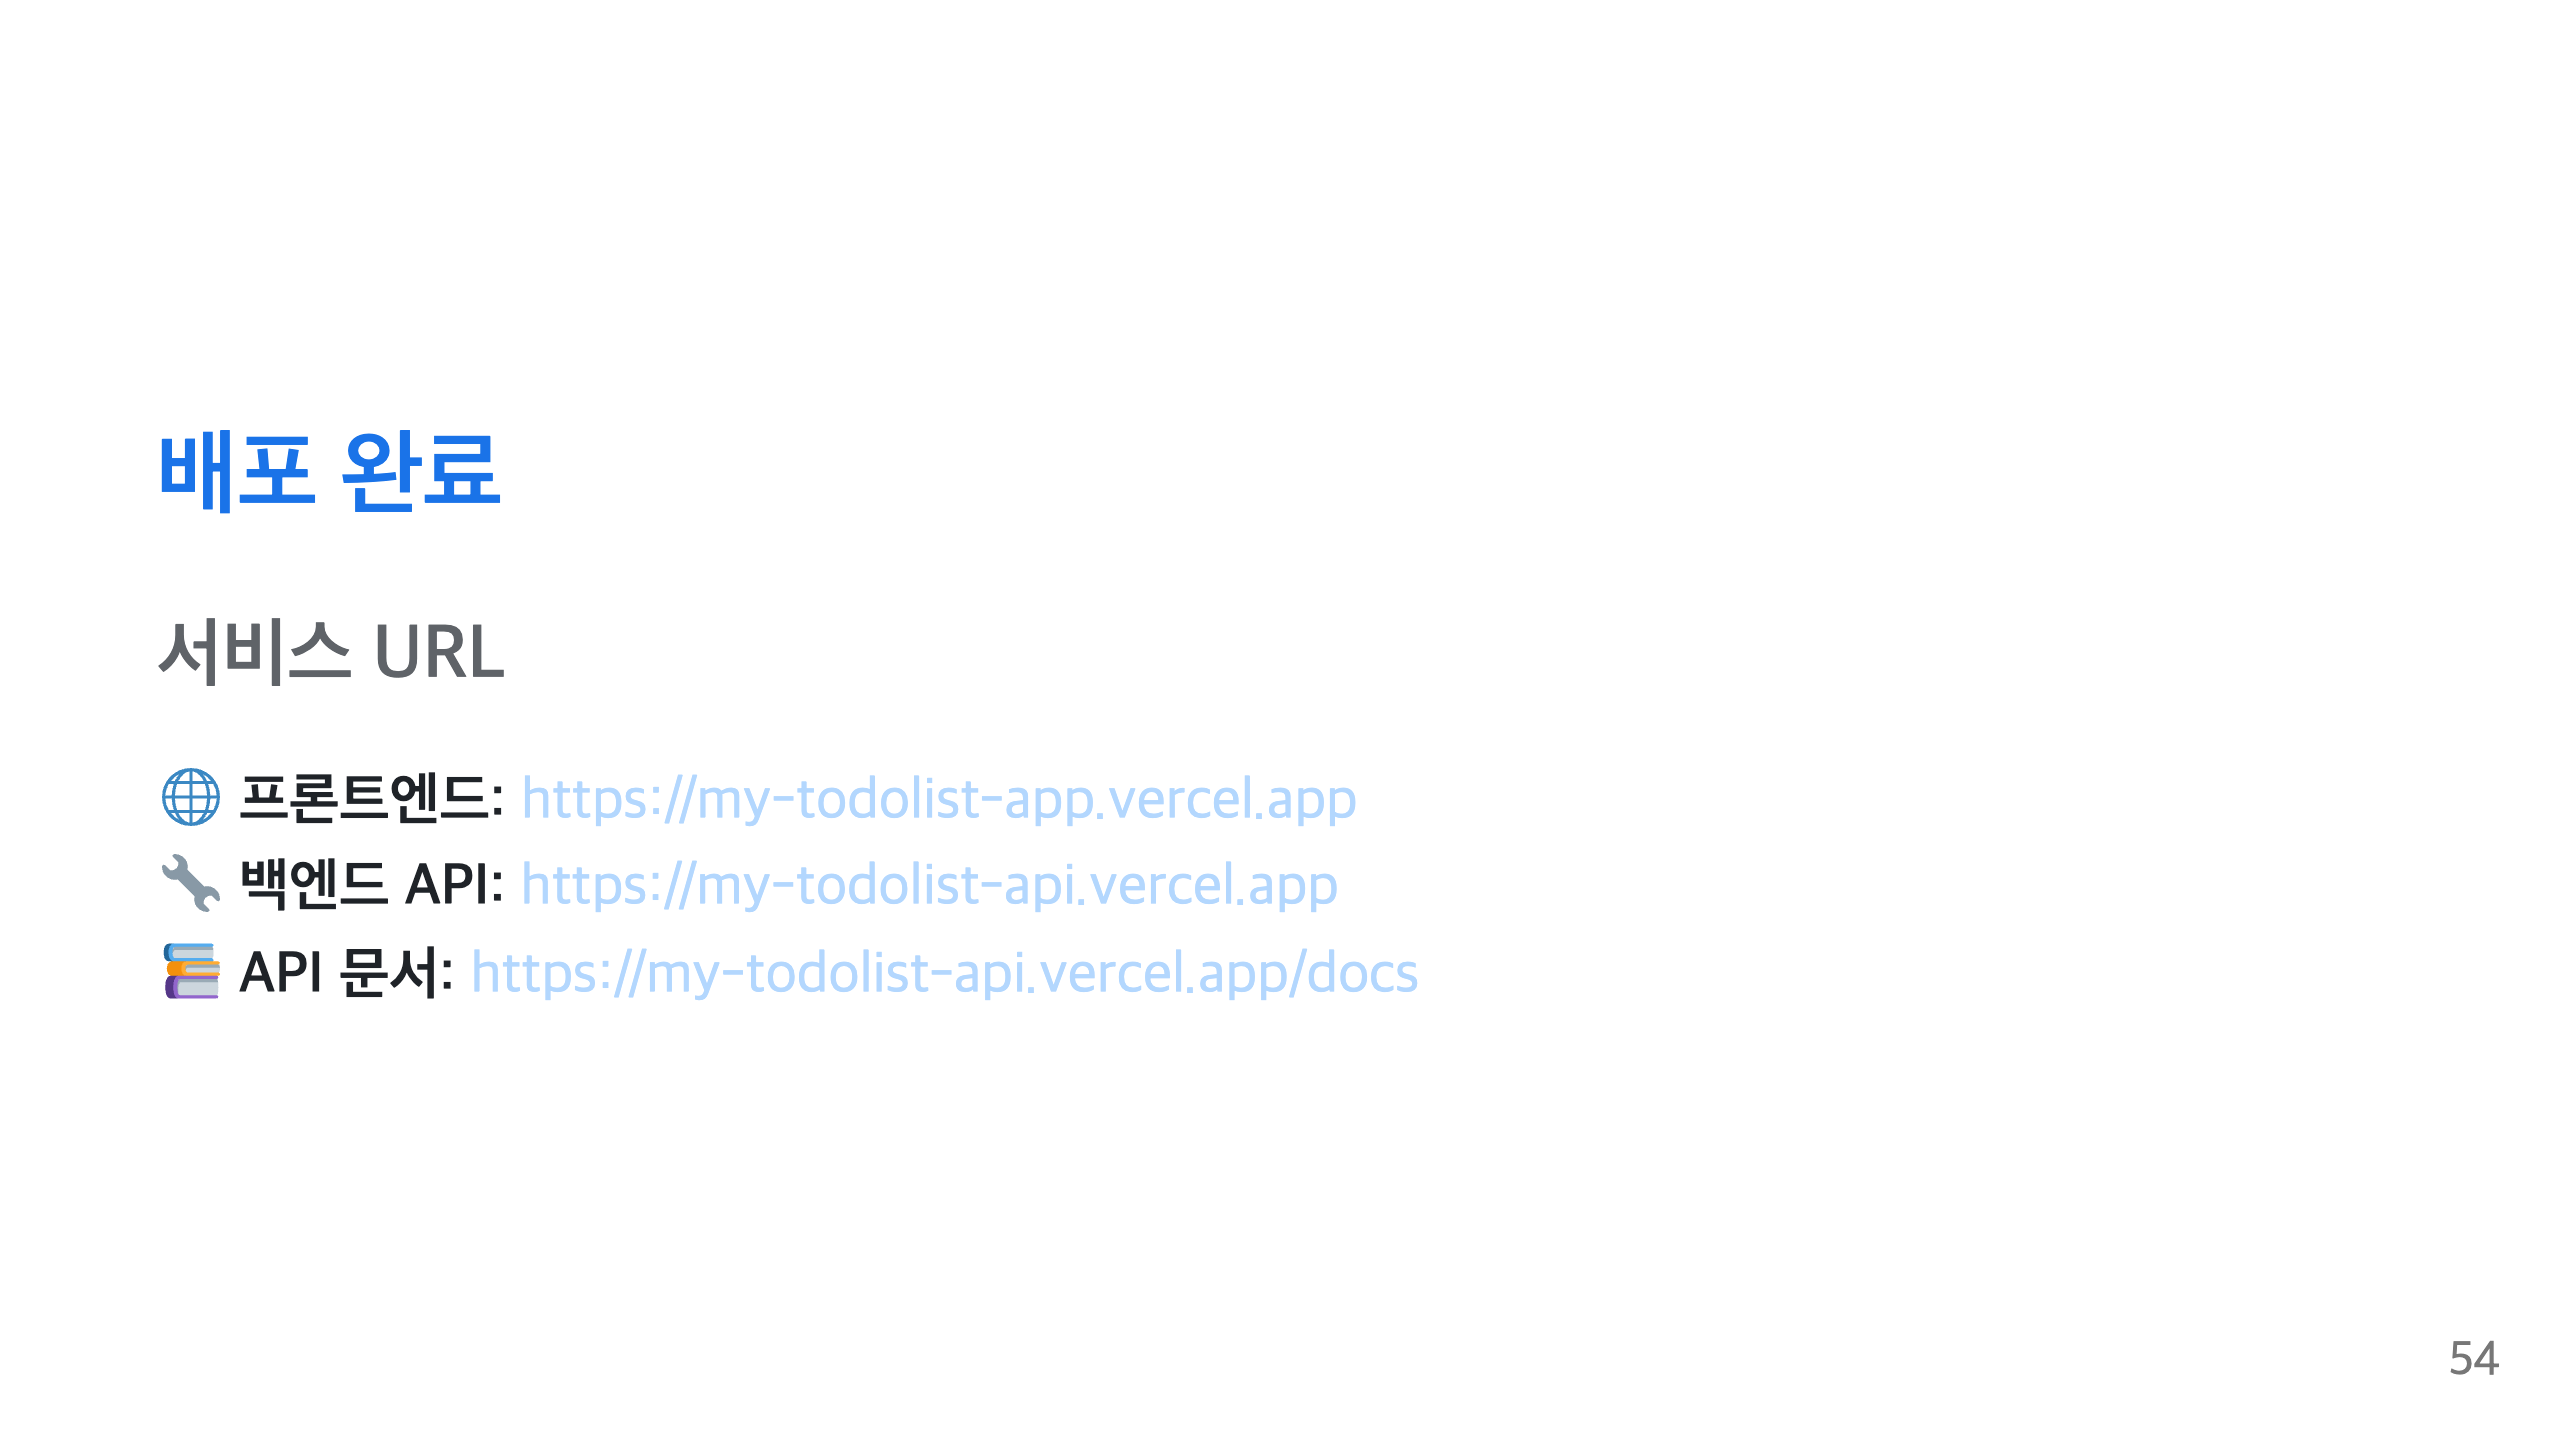 배포 완료
서비스 URL
🌐 프론트엔드: https://my-todolist-app.vercel.app
🔧 백엔드 API: https://my-todolist-api.vercel.app
📚 API 문서: https://my-todolist-api.vercel.app/docs
54